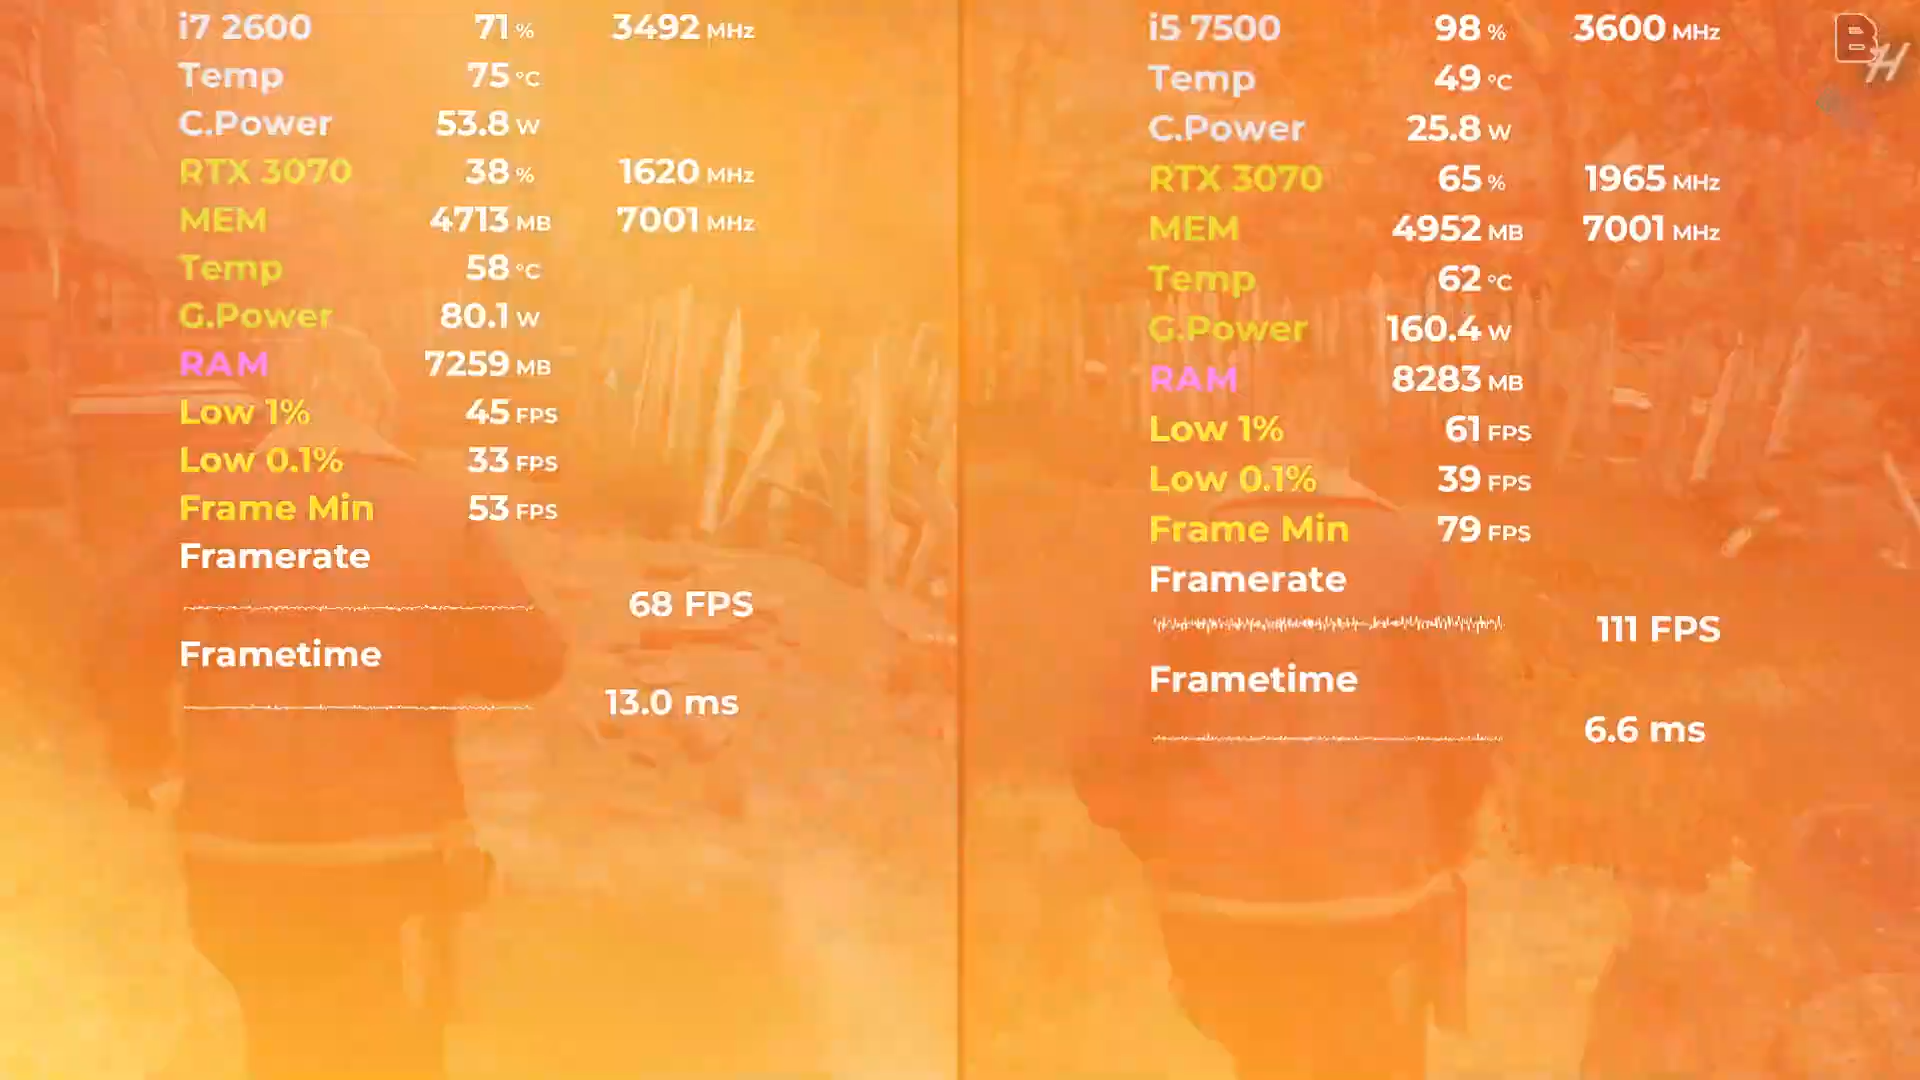 i7 2600 71 % 3492 MHz
Temp 75 °C
C.Power 53.8 W
RTX 3070 38 % 1620 MHz
MEM 4713 MB 7001 MHz
Temp 58 °C
G.Power 80.1 W
RAM 7259 MB
Low 1% 45 FPS
Low 0.1% 33 FPS
Frame Min 53 FPS
Framerate
68 FPS
Frametime
13.0 ms
i5 7500 98 % 3600 MHz
Temp 49 °C
C.Power 25.8 W
RTX 3070 65 % 1965 MHz
MEM 4952 MB 7001 MHz
Temp 62 °C
G.Power 160.4 W
RAM 8283 MB
Low 1% 61 FPS
Low 0.1% 39 FPS
Frame Min 79 FPS
Framerate
111 FPS
Frametime
6.6 ms
B
H